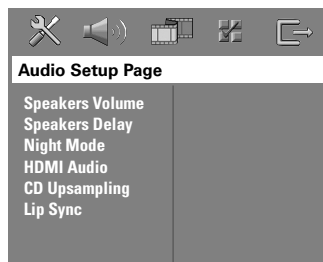 Audio Setup Page
Speakers Volume
Speakers Delay
Night Mode
HDMI Audio
CD Upsampling
Lip Sync